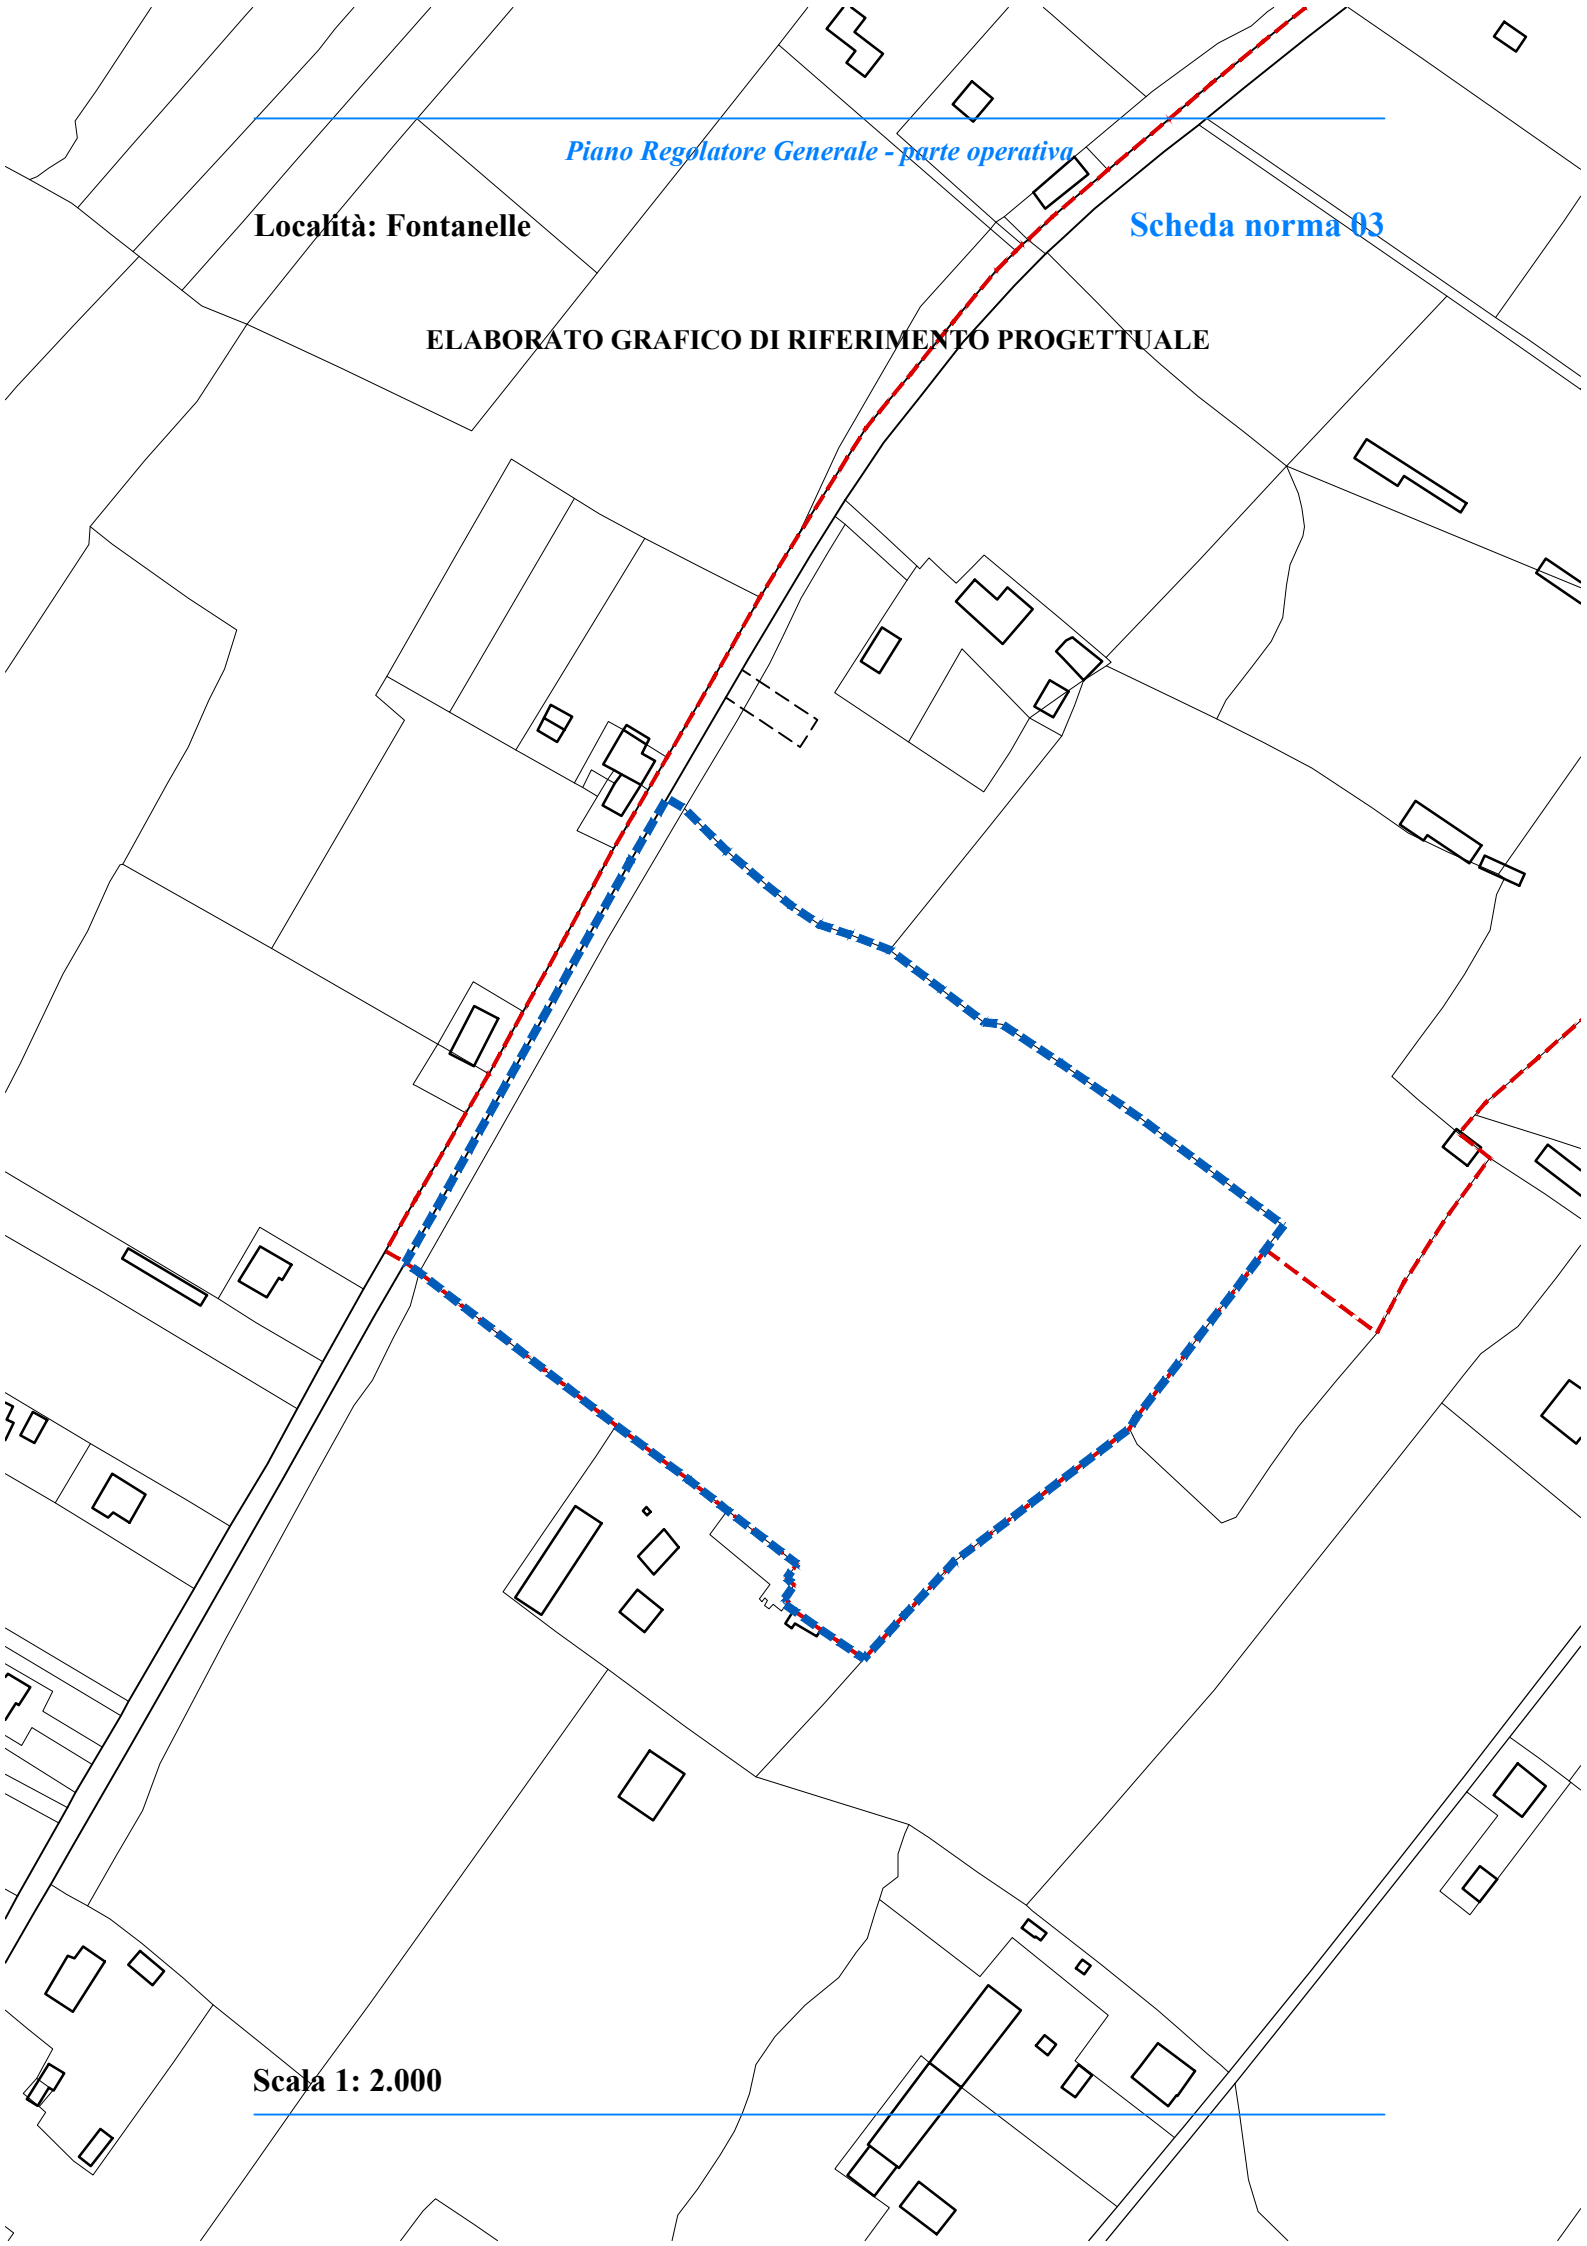 Piano Regolatore Generale - parte operativa
Località: Fontanelle
Scheda norma 03
ELABORATO GRAFICO DI RIFERIMENTO PROGETTUALE
Scala 1: 2.000